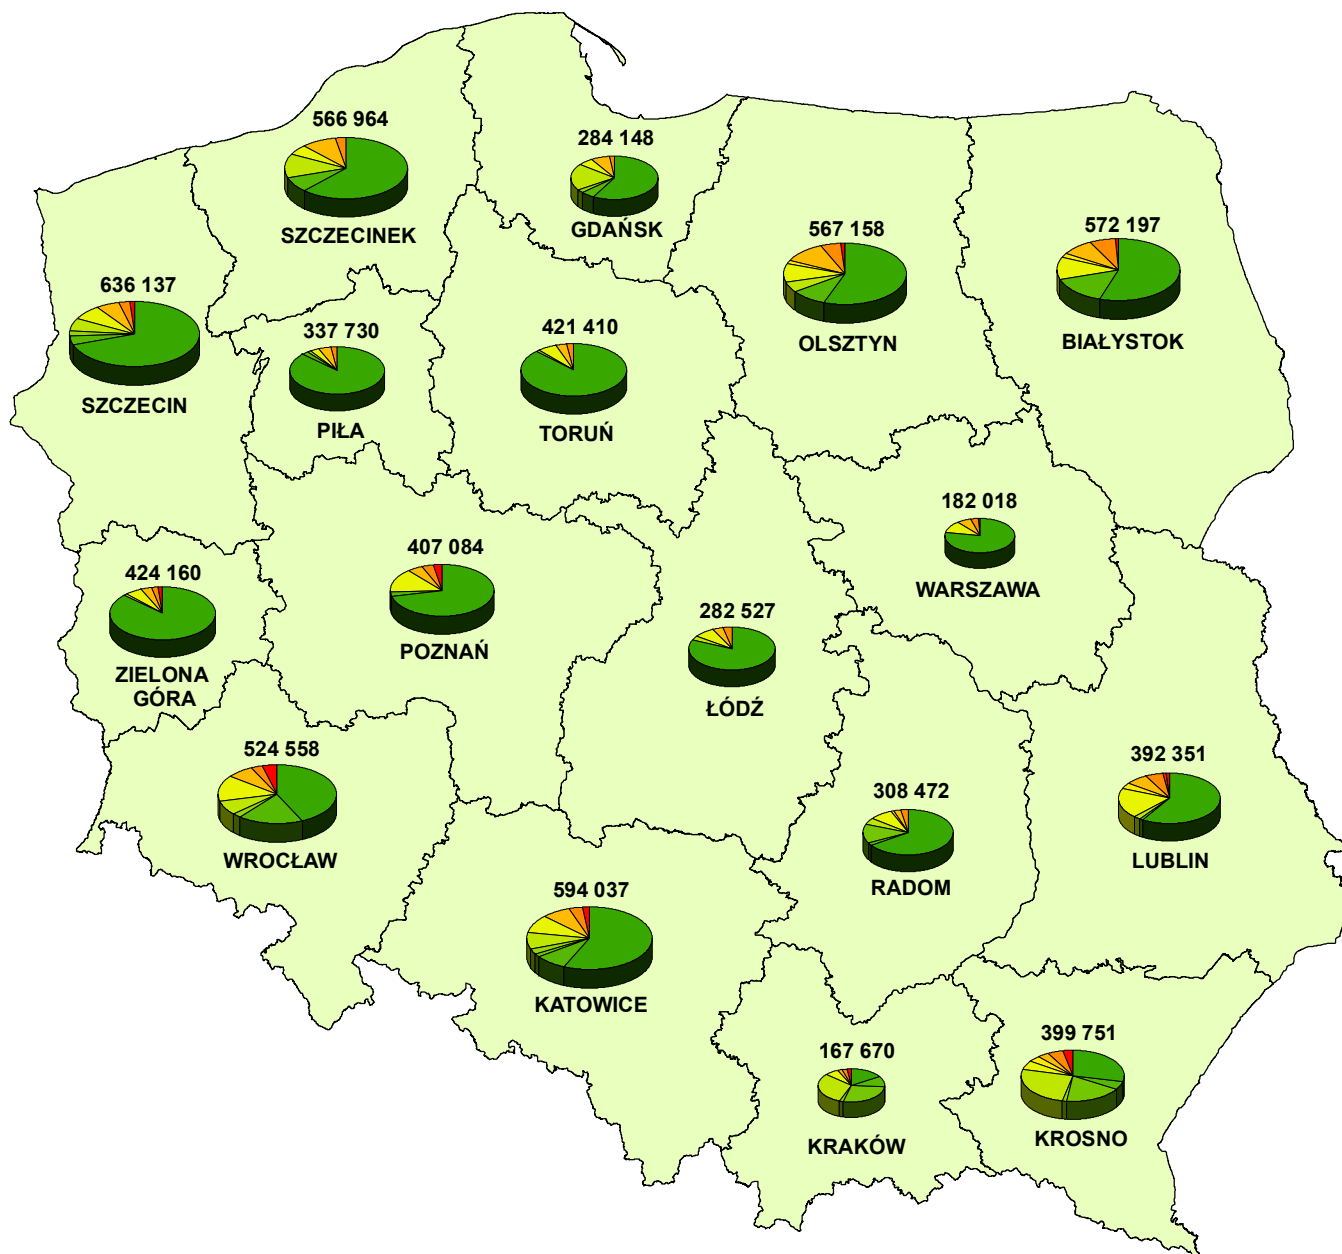 566 964
SZCZECINEK
284 148
GDAŃSK
567 158
OLSZTYN
572 197
BIAŁYSTOK
636 137
SZCZECIN
337 730
PIŁA
421 410
TORUŃ
182 018
WARSZAWA
424 160
ZIELONA
GÓRA
407 084
POZNAŃ
282 527
ŁÓDŹ
524 558
WROCŁAW
308 472
RADOM
392 351
LUBLIN
594 037
KATOWICE
167 670
KRAKÓW
399 751
KROSNO